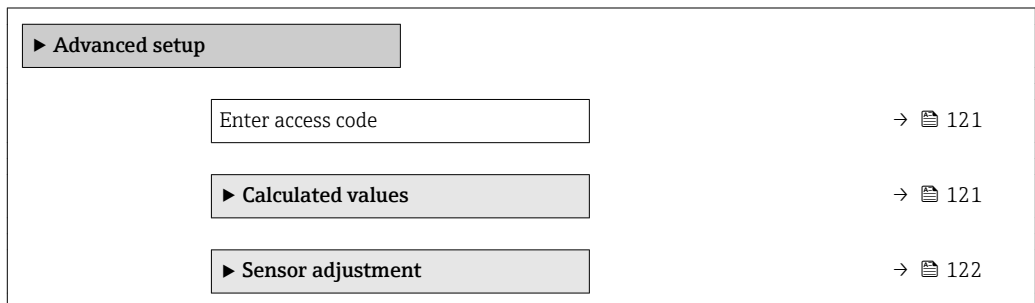 ▶ Advanced setup
Enter access code → 🖹 121
▶ Calculated values → 🖹 121
▶ Sensor adjustment → 🖹 122